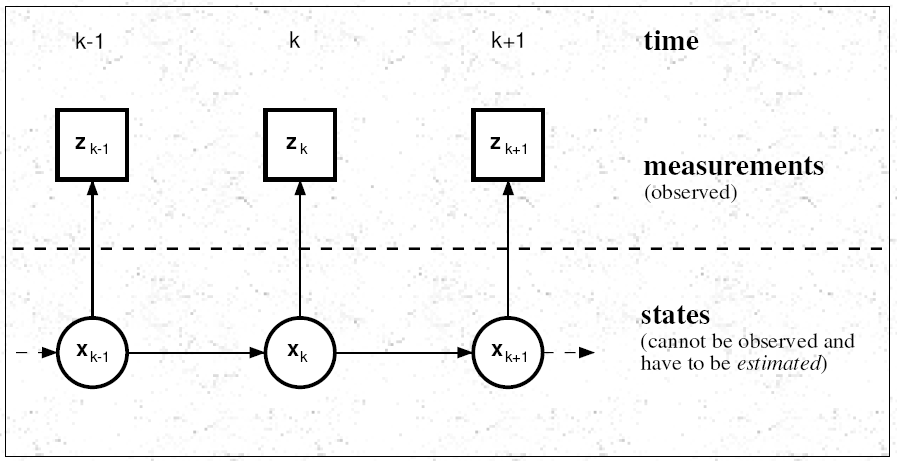 k-1 k k+1 time
z k-1 z k z k+1
measurements
(observed)
states
(cannot be observed and
have to be estimated)
x k-1 x k x k+1